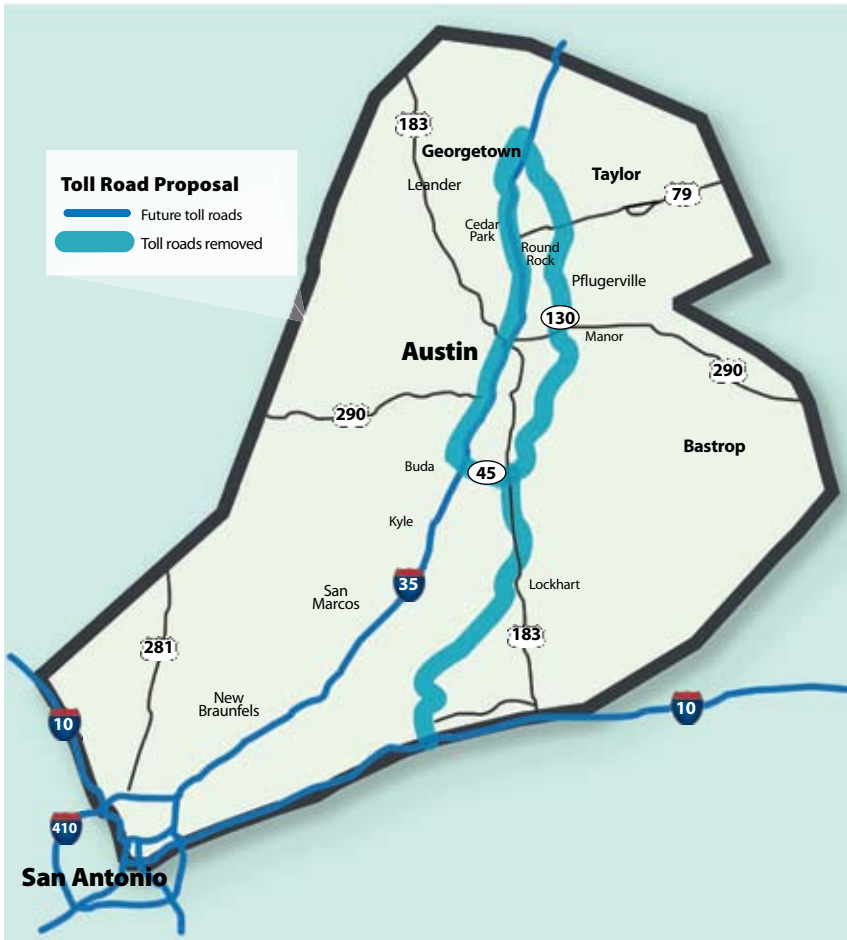 183
Georgetown
Leander
Taylor
79
Toll Road Proposal
Future toll roads
Toll roads removed
Cedar
Park
Round
Rock
Pflugerville
130
Manor
Austin
290
290
Bastrop
Buda
45
Kyle
35
San
Marcos
Lockhart
183
281
New
Braunfels
10
10
410
San Antonio